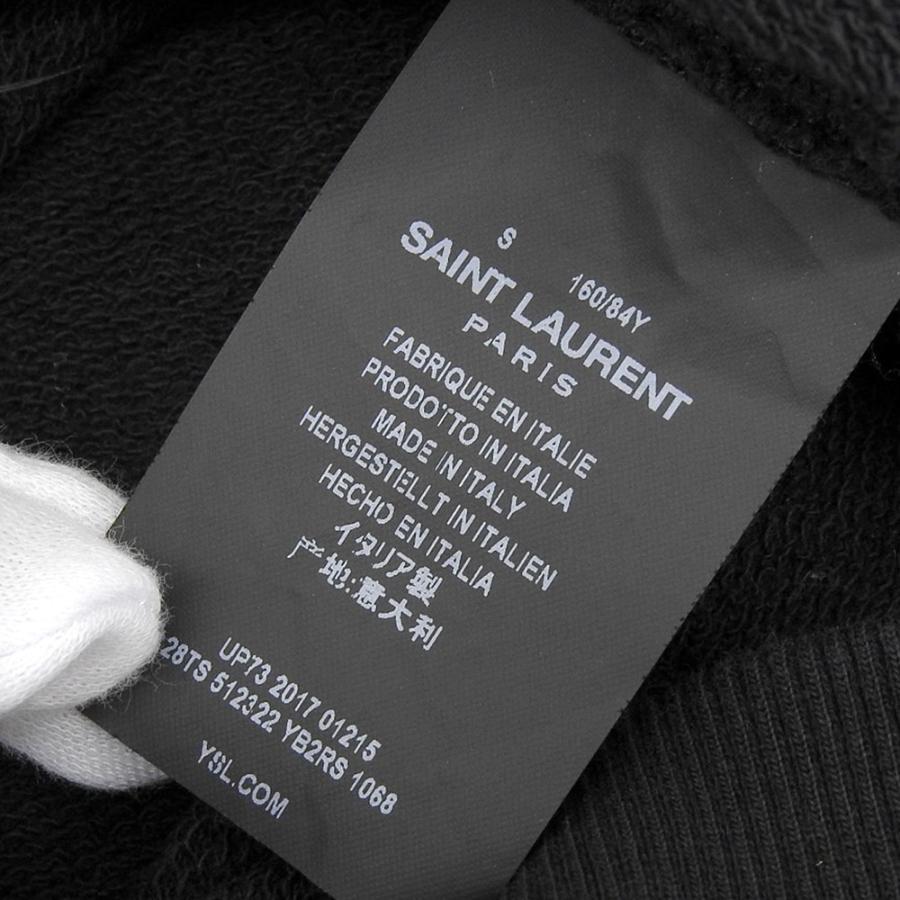 S 160/84Y
SAINT LAURENT
PARIS
FABRIQUE EN ITALIE
PRODOTTO IN ITALIA
MADE IN ITALY
HERGESTELLT IN ITALIEN
HECHO EN ITALIA
イタリア製
产地:意大利
UP73 2017 01215
28TS 512322 YB2RS 1068
YSL.COM